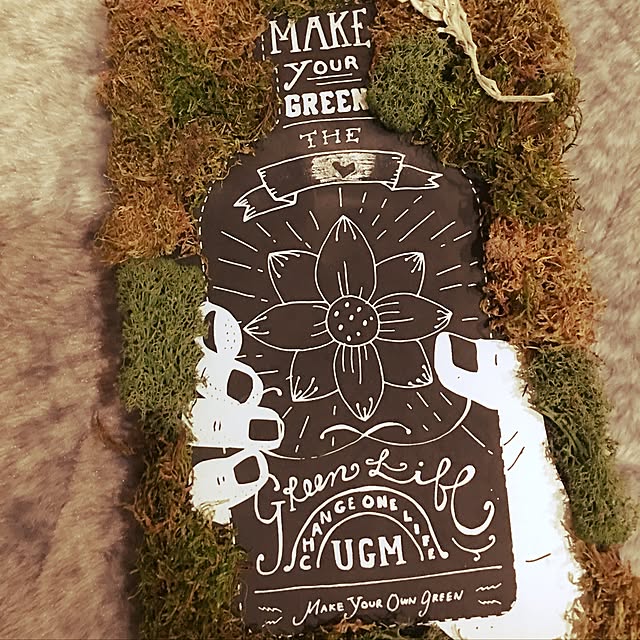 MAKE
YOUR
GREEN
THE
Green Life
CHANGE ONE LIFE
UGM
MAKE YOUR OWN GREEN